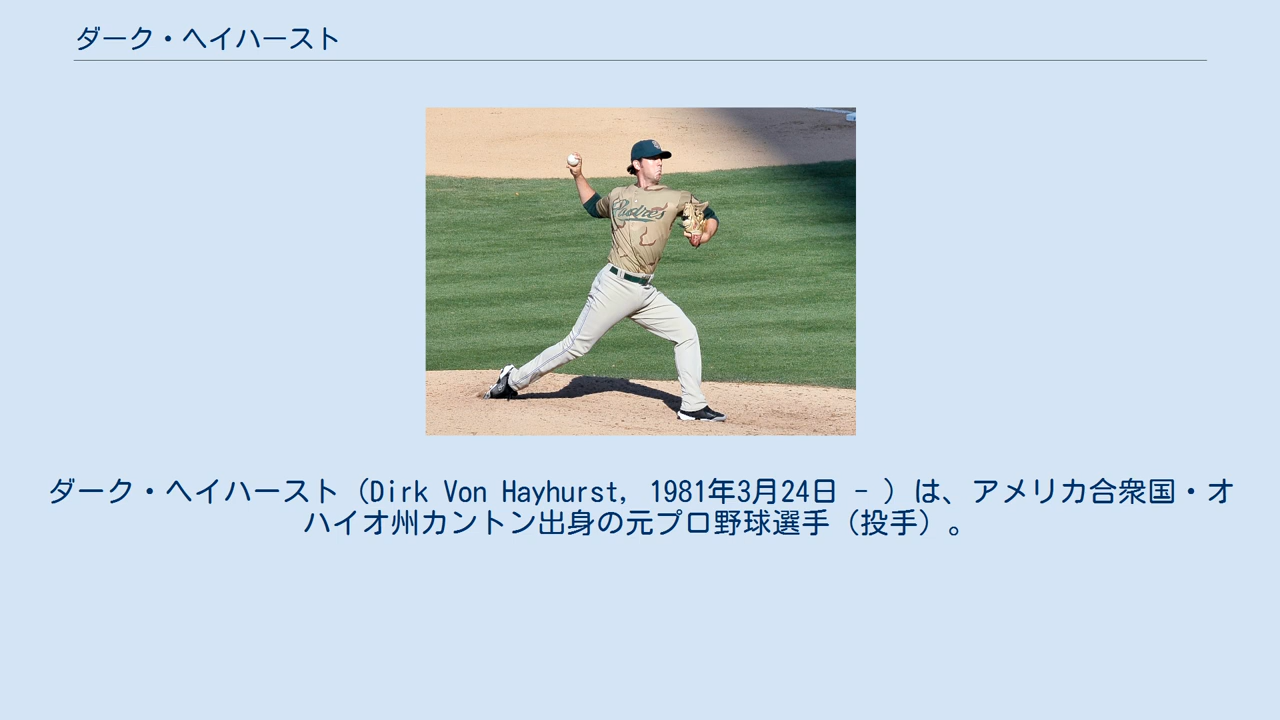 ダーク・ヘイハースト
Padres
ダーク・ヘイハースト（Dirk Von Hayhurst, 1981年3月24日 - ）は、アメリカ合衆国・オ
ハイオ州カントン出身の元プロ野球選手（投手）。